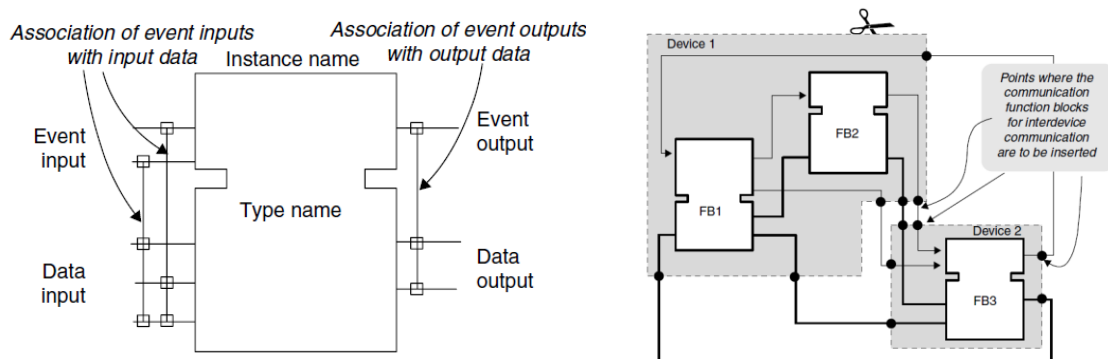 Association of event inputs
with input data
Association of event outputs
with output data
Instance name
Event
input
Event
output
Type name
Data
input
Data
output
Device 1
FB2
FB1
Points where the
communication
function blocks
for interdevice
communication
are to be inserted
Device 2
FB3